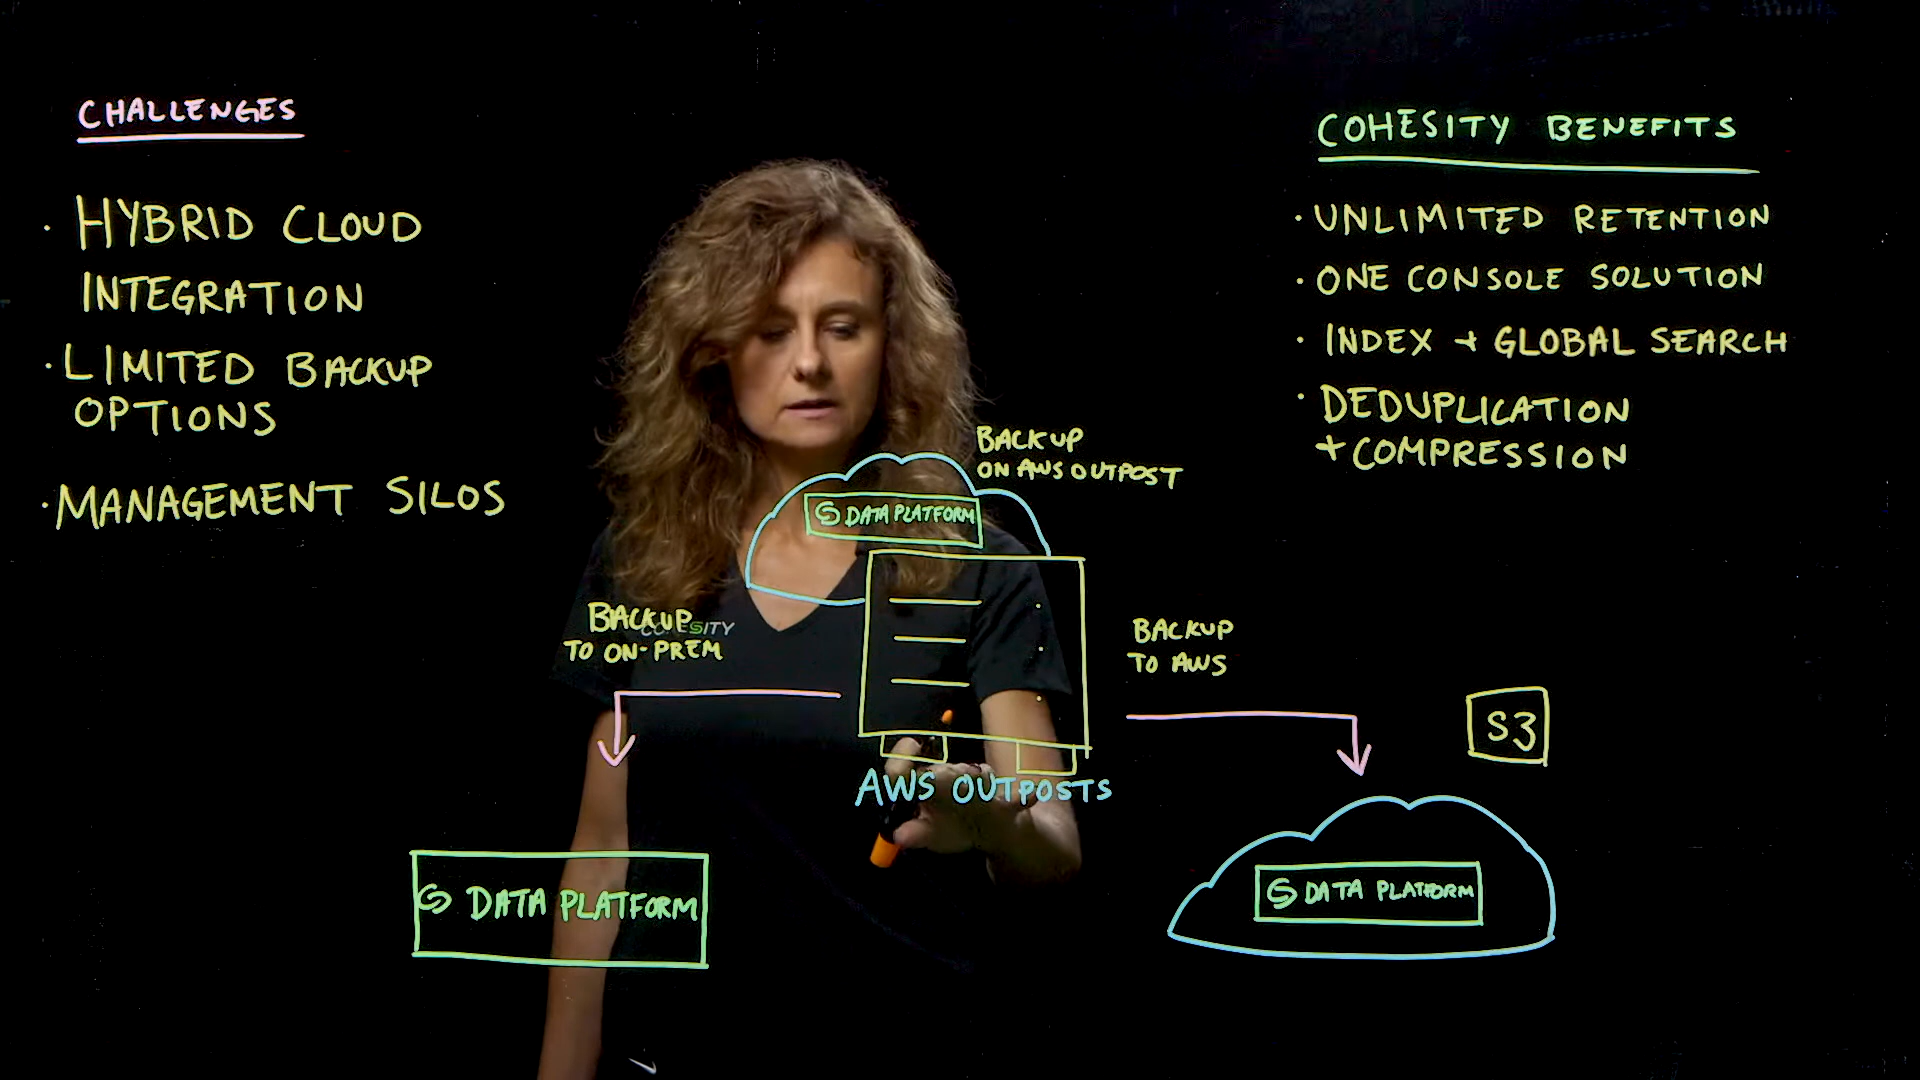 CHALLENGES
· HYBRID CLOUD
INTEGRATION
· LIMITED BACKUP
OPTIONS
· MANAGEMENT SILOS
COHESITY BENEFITS
· UNLIMITED RETENTION
· ONE CONSOLE SOLUTION
· INDEX + GLOBAL SEARCH
· DEDUPLICATION
+ COMPRESSION
BACKUP
ON AWS OUTPOST
DATA PLATFORM
BACKUP
TO ON-PREM
COHESITY
BACKUP
TO AWS
S3
AWS OUTPOSTS
DATA PLATFORM
DATA PLATFORM